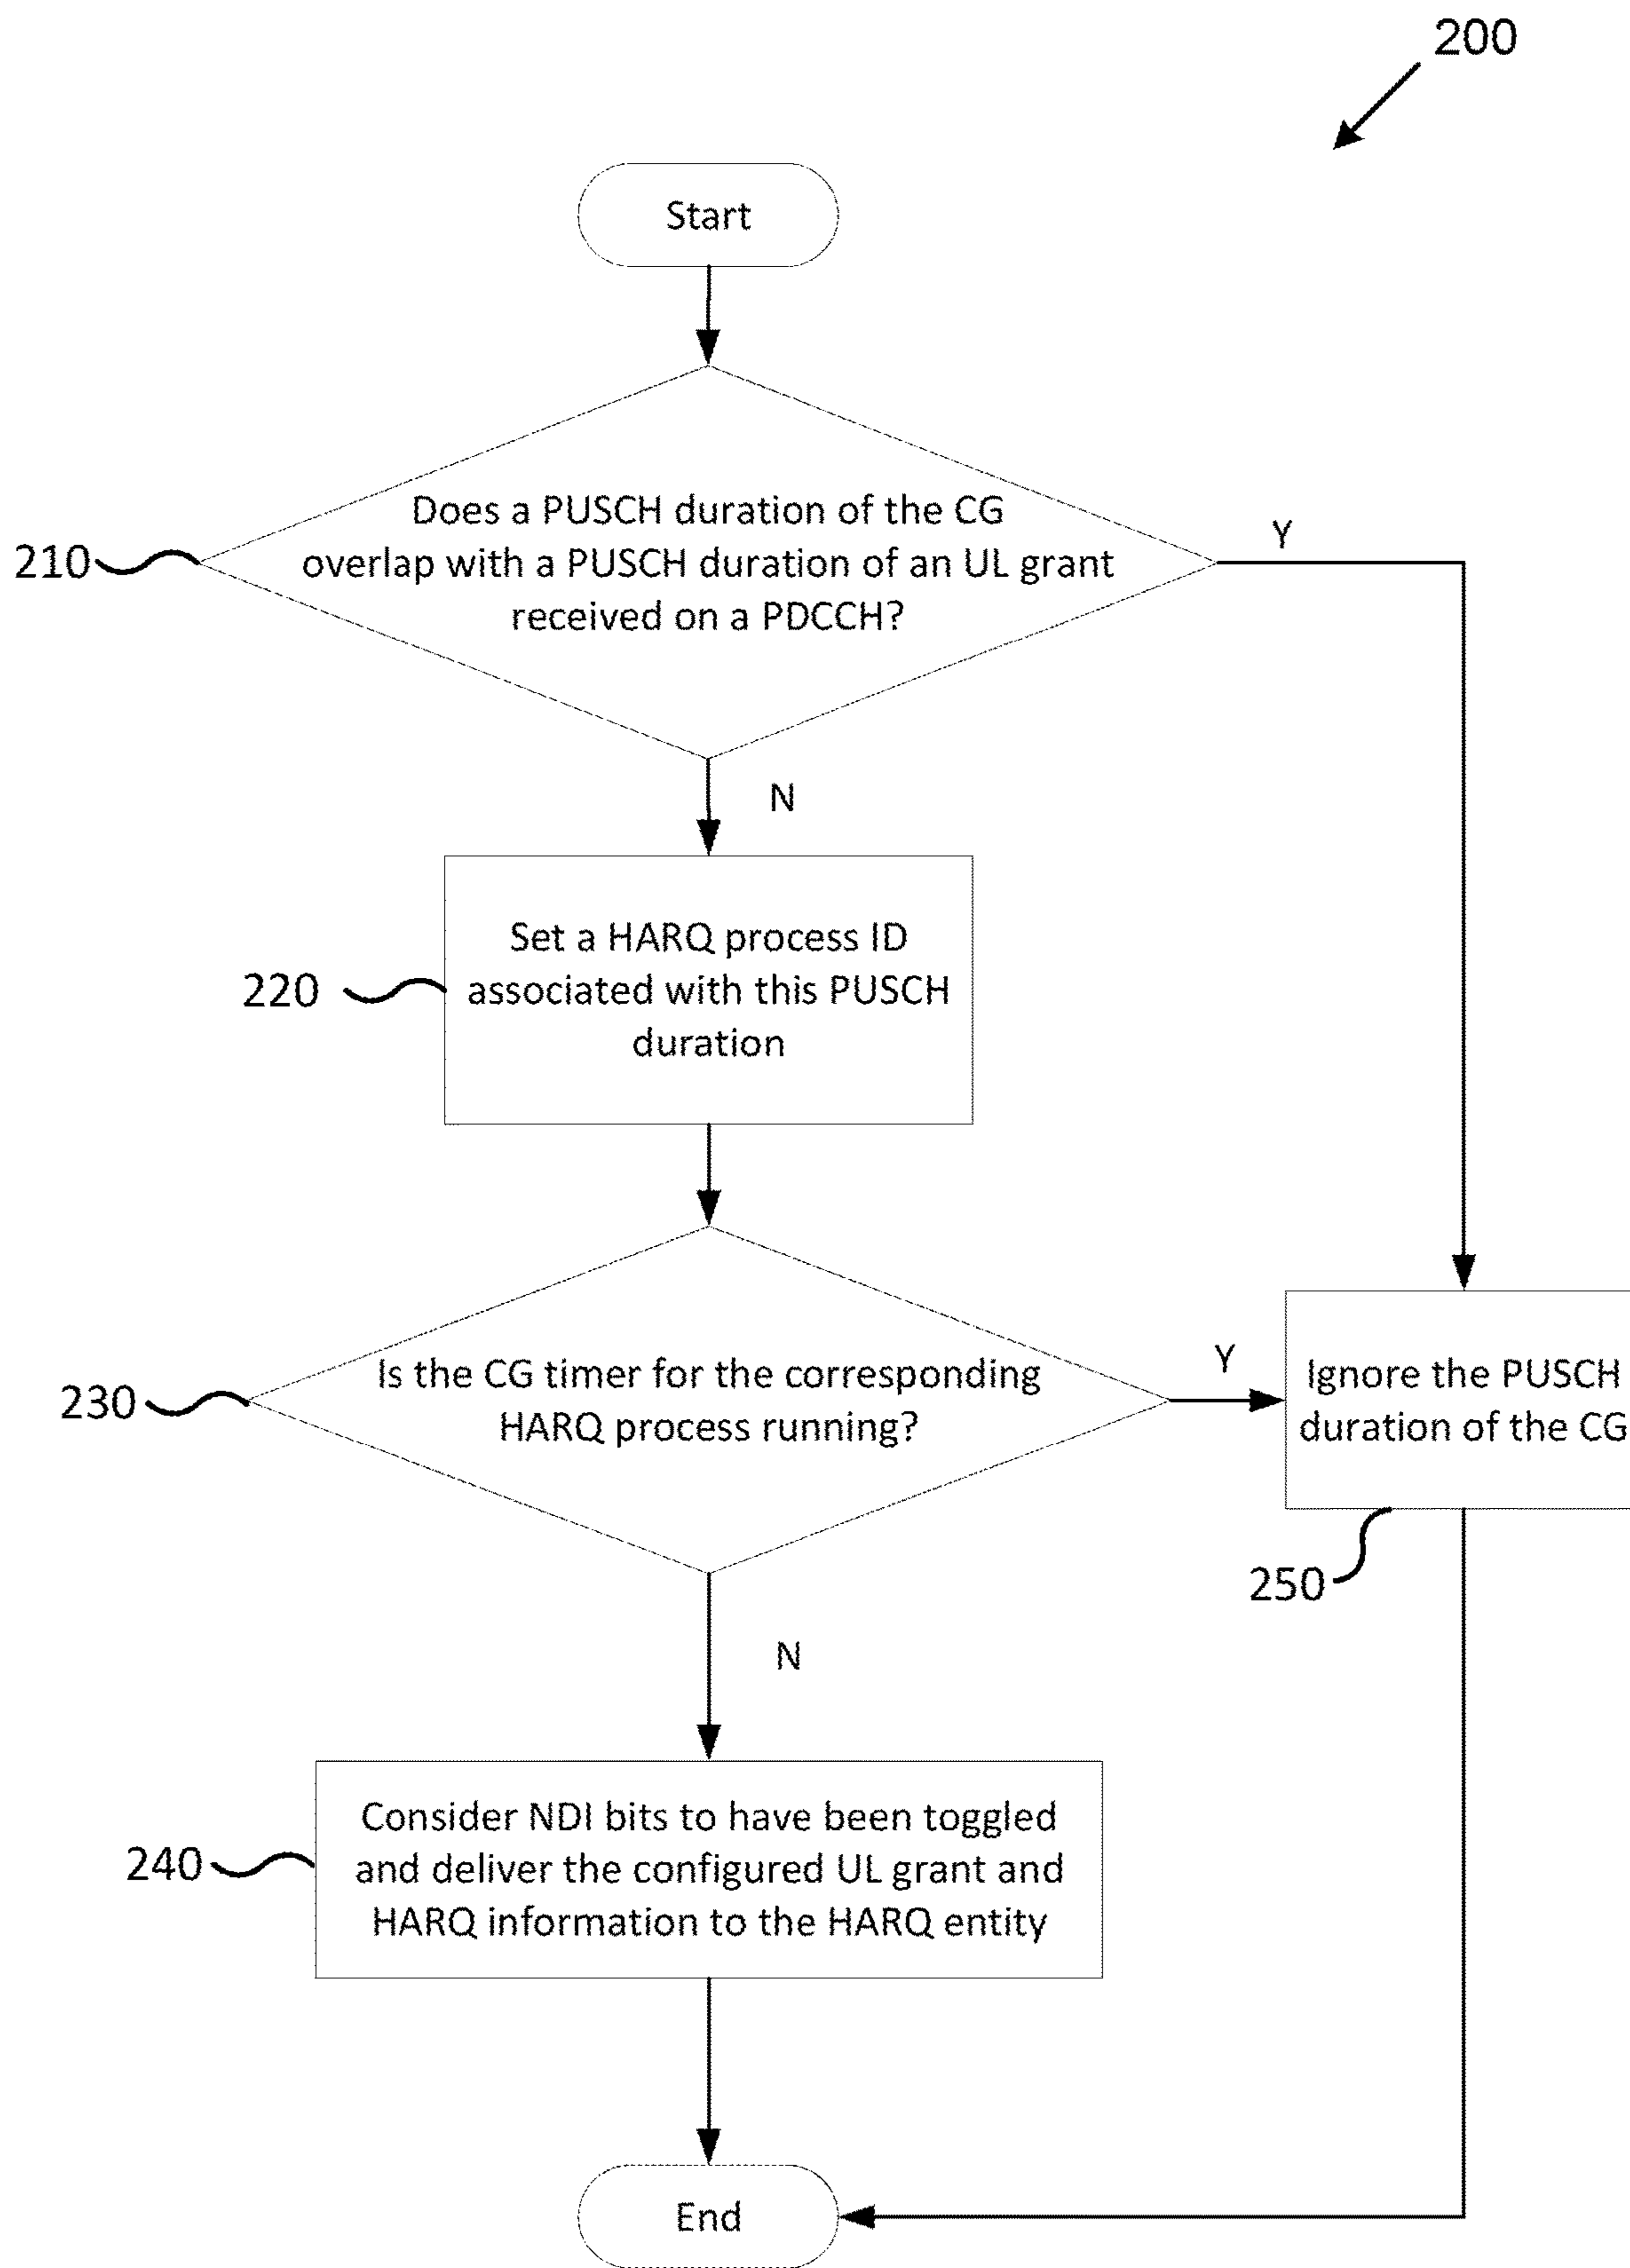 200
Start
Does a PUSCH duration of the CG
overlap with a PUSCH duration of an UL grant
received on a PDCCH?
210
Y
N
Set a HARQ process ID
associated with this PUSCH
duration
220
Is the CG timer for the corresponding
HARQ process running?
230
Y
Ignore the PUSCH
duration of the CG
250
N
Consider NDI bits to have been toggled
and deliver the configured UL grant and
HARQ information to the HARQ entity
240
End